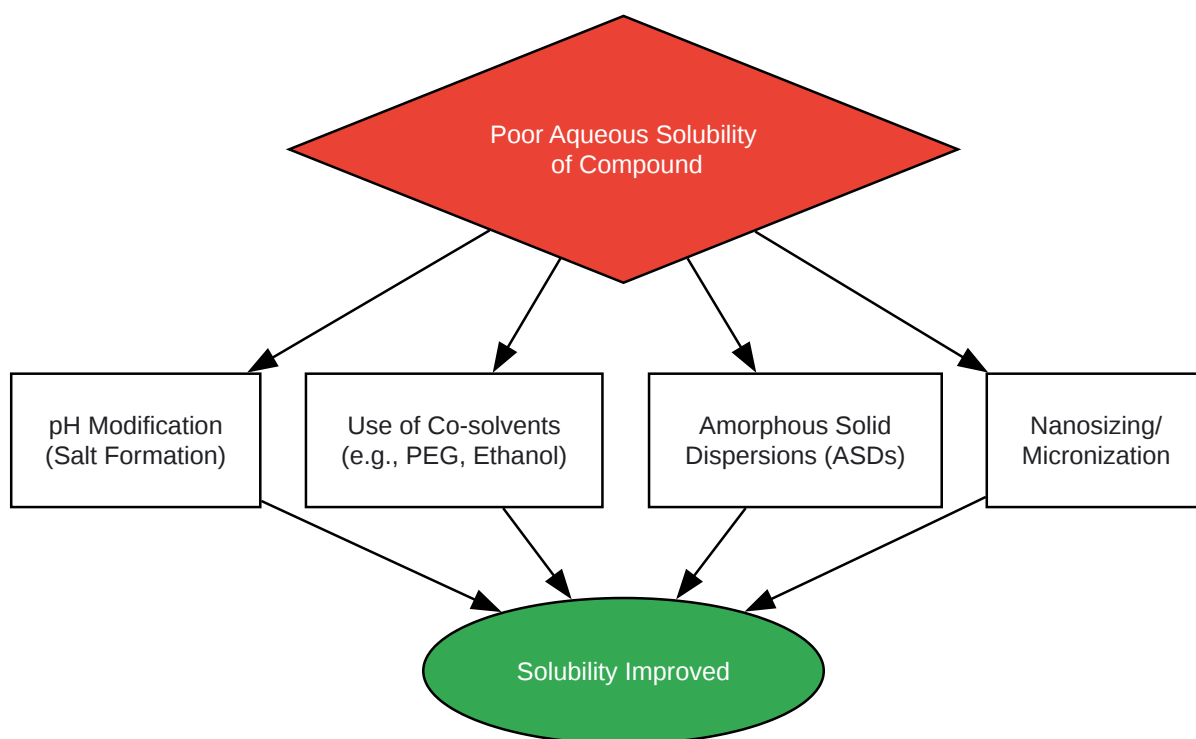 Poor Aqueous Solubility
of Compound
pH Modification
(Salt Formation)
Use of Co-solvents
(e.g., PEG, Ethanol)
Amorphous Solid
Dispersions (ASDs)
Nanosizing/
Micronization
Solubility Improved